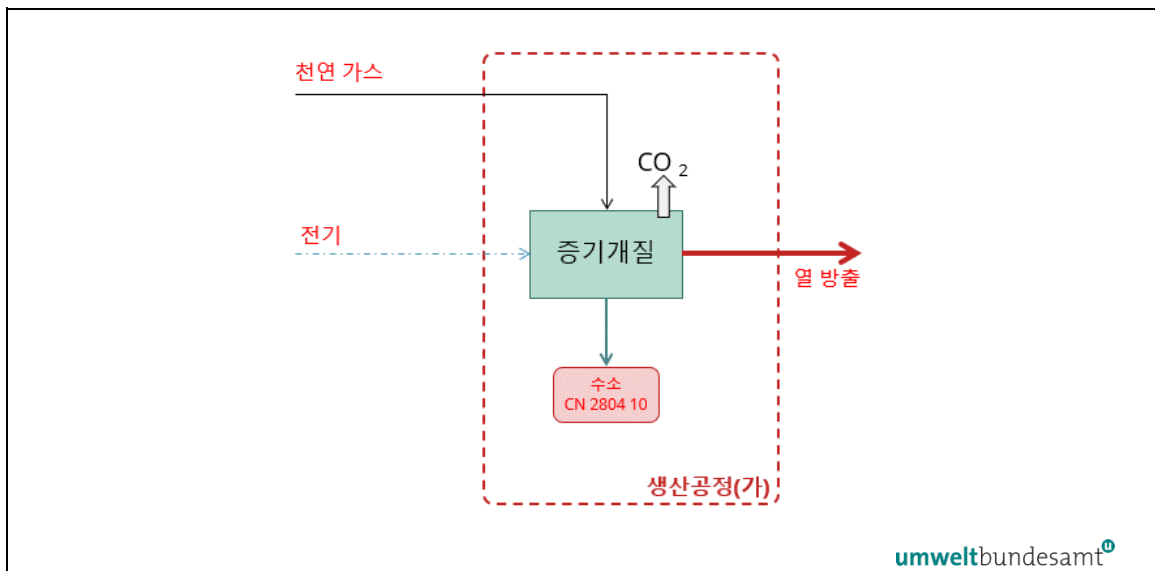 천연 가스
CO 2
전기
증기개질
열 방출
수소
CN 2804 10
생산공정(가)
umweltbundesamt